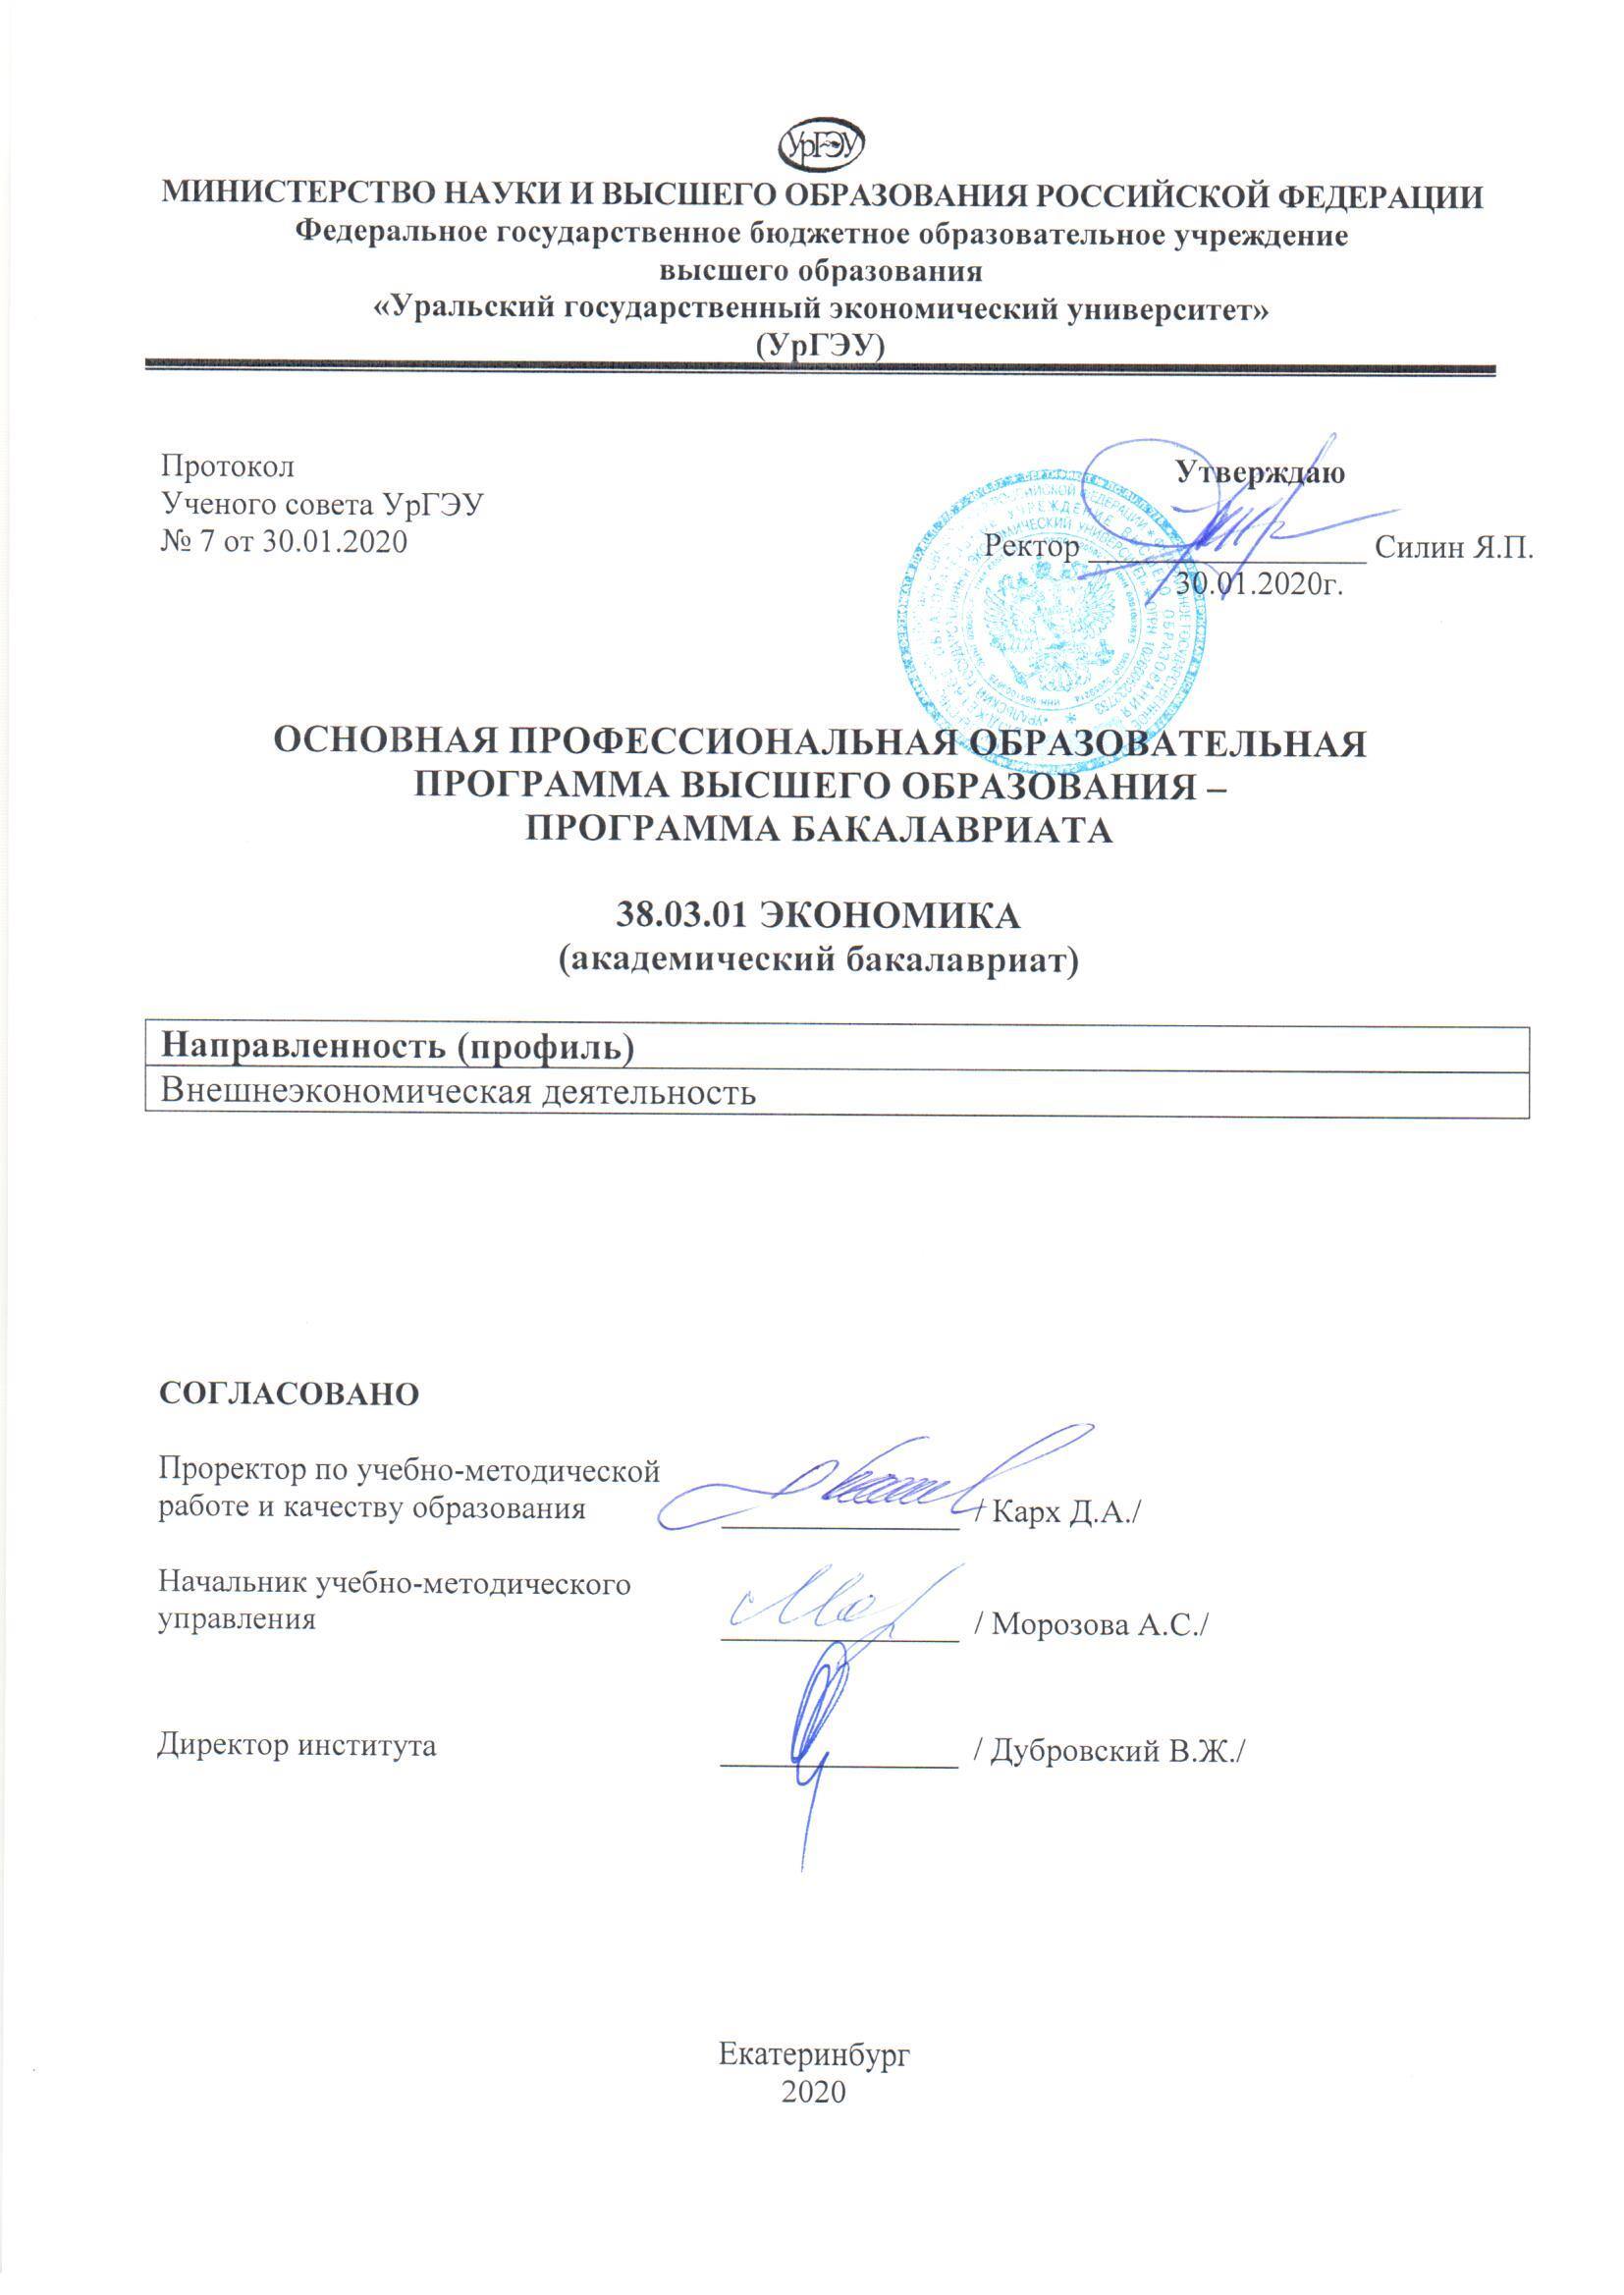 УрГЭУ
МИНИСТЕРСТВО НАУКИ И ВЫСШЕГО ОБРАЗОВАНИЯ РОССИЙСКОЙ ФЕДЕРАЦИИ
Федеральное государственное бюджетное образовательное учреждение
высшего образования
«Уральский государственный экономический университет»
(УрГЭУ)
Протокол
Ученого совета УрГЭУ
№ 7 от 30.01.2020
Утверждаю
Ректор Силин Я.П.
30.01.2020г.
ОСНОВНАЯ ПРОФЕССИОНАЛЬНАЯ ОБРАЗОВАТЕЛЬНАЯ
ПРОГРАММА ВЫСШЕГО ОБРАЗОВАНИЯ –
ПРОГРАММА БАКАЛАВРИАТА
38.03.01 ЭКОНОМИКА
(академический бакалавриат)
Направленность (профиль)
Внешнеэкономическая деятельность
СОГЛАСОВАНО
Проректор по учебно-методической
работе и качеству образования / Карх Д.А./
Начальник учебно-методического
управления / Морозова А.С./
Директор института / Дубровский В.Ж./
Екатеринбург
2020